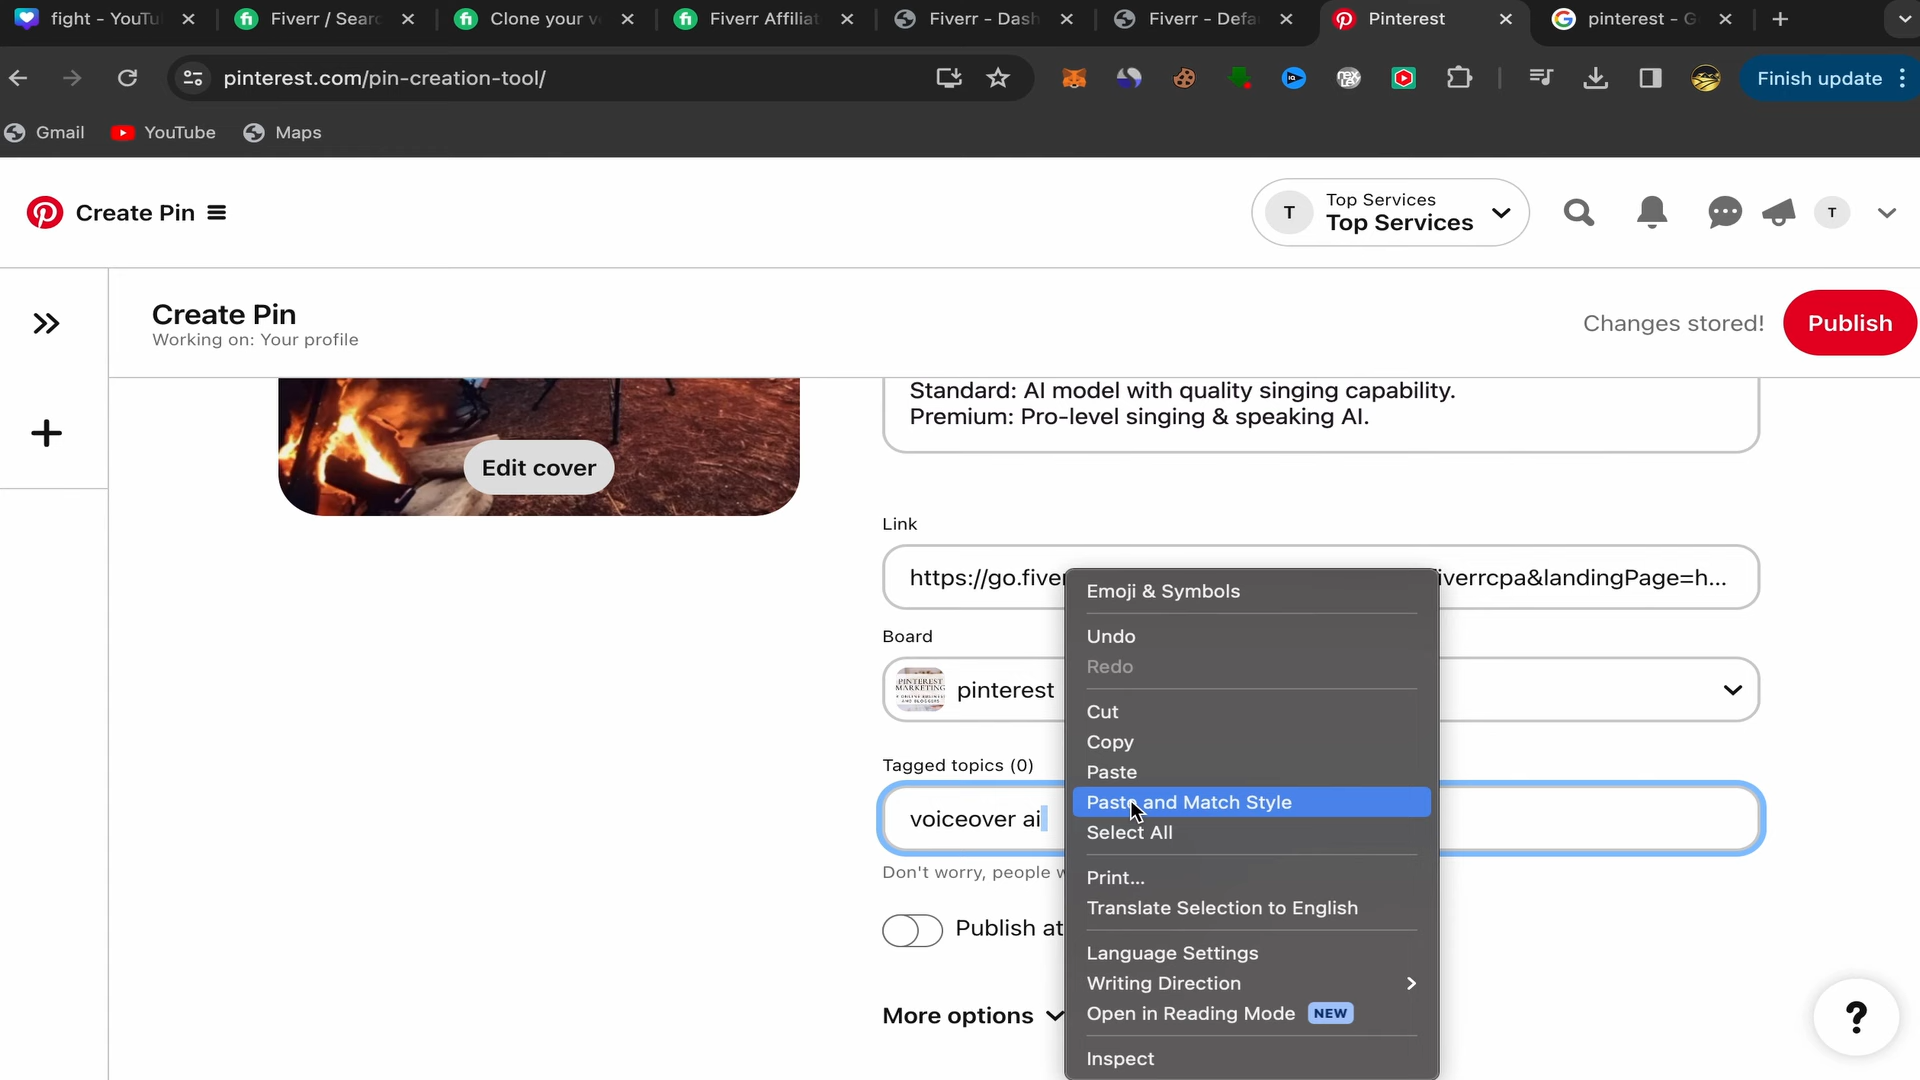 fight - YouTu
Fiverr / Searc
Clone your v
Fiverr Affiliat
Fiverr - Dash
Fiverr - Defa
Pinterest
pinterest - G
pinterest.com/pin-creation-tool/
Finish update
Gmail
YouTube
Maps
Create Pin
T
Top Services
Top Services
T
Create Pin
Working on: Your profile
Changes stored!
Publish
Standard: AI model with quality singing capability.
Premium: Pro-level singing & speaking AI.
Edit cover
Link
https://go.fiver
iverrcpa&landingPage=h...
Board
PINTEREST
MARKETING
pinterest
Tagged topics (0)
voiceover ai
Don't worry, people w
Publish at
More options
Emoji & Symbols
Undo
Redo
Cut
Copy
Paste
Paste and Match Style
Select All
Print...
Translate Selection to English
Language Settings
Writing Direction
Open in Reading Mode NEW
Inspect
?